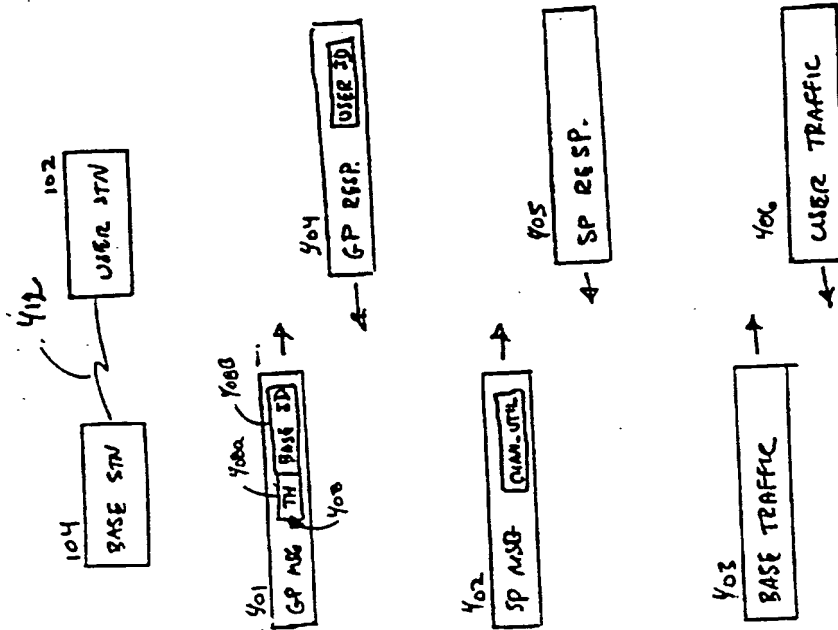 412
104
BASE STN
102
USER STN
401
GP MSG
TH
BASE ID
408a
408B
408
404
GP RESP.
USER ID
402
SP MSG
CHAN. UTIL
405
SP RESP.
403
BASE TRAFFIC
406
USER TRAFFIC